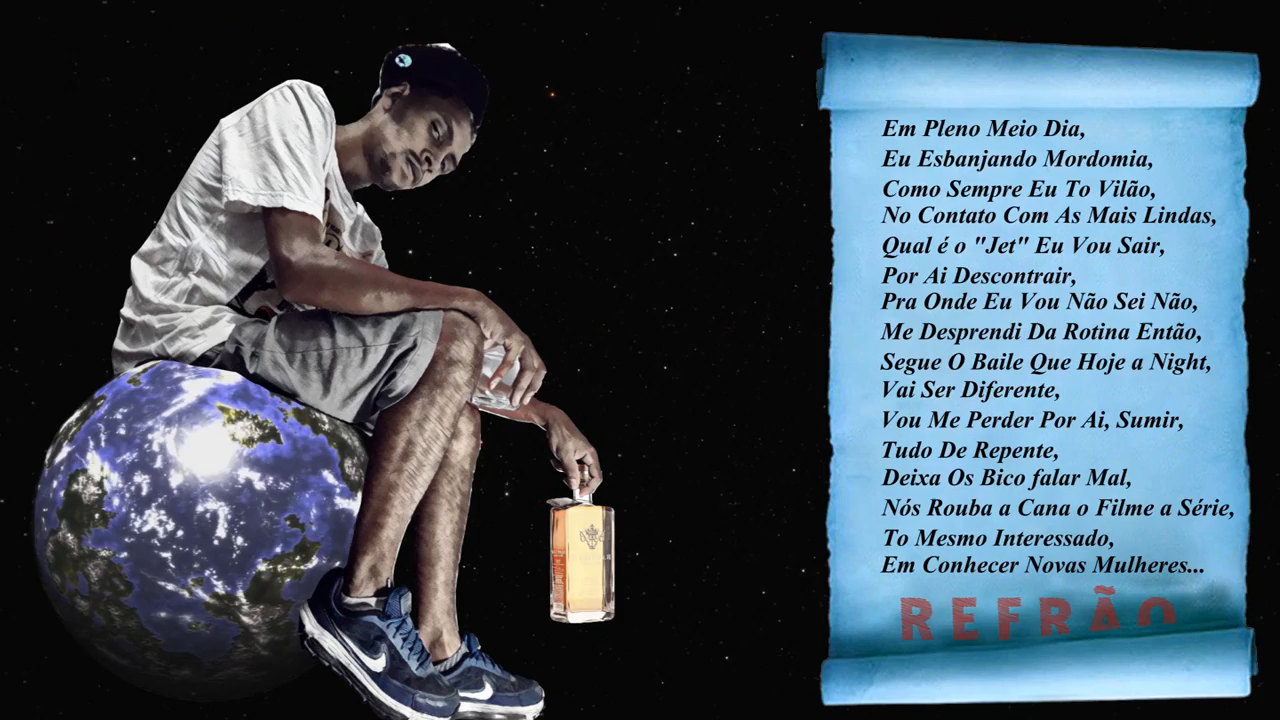 Em Pleno Meio Dia,
Eu Esbanjando Mordomia,
Como Sempre Eu To Vilão,
No Contato Com As Mais Lindas,
Qual é o "Jet" Eu Vou Sair,
Por Ai Descontrair,
Pra Onde Eu Vou Não Sei Não,
Me Desprendi Da Rotina Então,
Segue O Baile Que Hoje a Night,
Vai Ser Diferente,
Vou Me Perder Por Ai, Sumir,
Tudo De Repente,
Deixa Os Bico falar Mal,
Nós Rouba a Cana o Filme a Série,
To Mesmo Interessado,
Em Conhecer Novas Mulheres...
REFRÃO